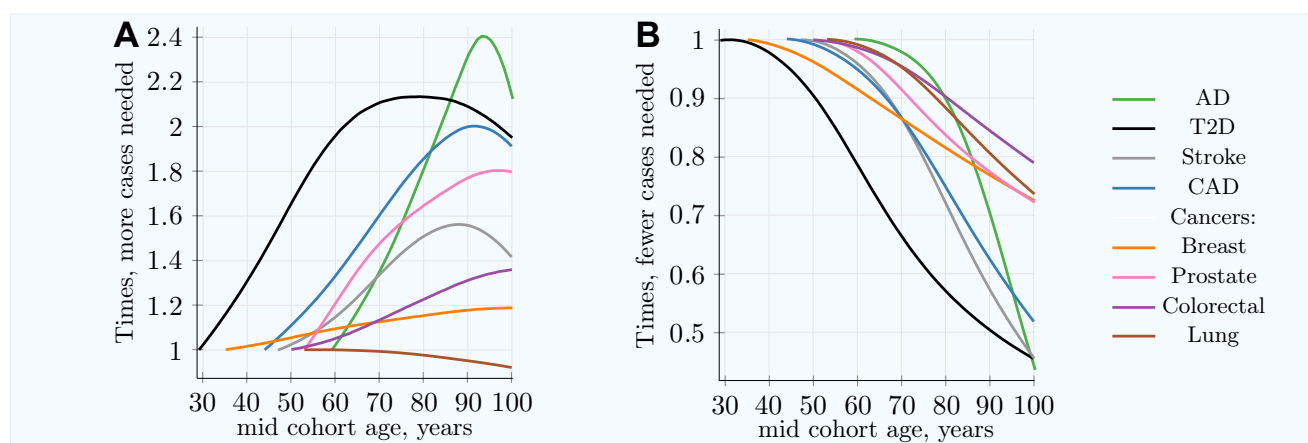 A
Times, more cases needed
2.4
2.2
2
1.8
1.6
1.4
1.2
1
30 40 50 60 70 80 90 100
mid cohort age, years
B
Times, fewer cases needed
1
0.9
0.8
0.7
0.6
0.5
30 40 50 60 70 80 90 100
mid cohort age, years
AD
T2D
Stroke
CAD
Cancers:
Breast
Prostate
Colorectal
Lung